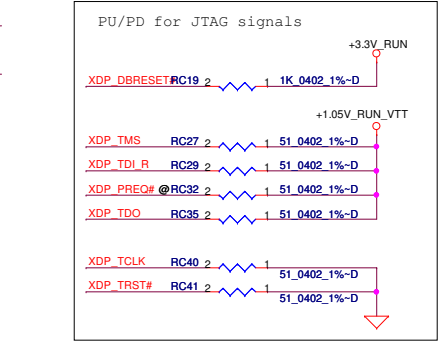 PU/PD for JTAG signals
+3.3V_RUN
XDP_DBRESET# RC19 2 1 1K_0402_1%~D
+1.05V_RUN_VTT
XDP_TMS RC27 2 1 51_0402_1%~D
XDP_TDI_R RC29 2 1 51_0402_1%~D
XDP_PREQ# @RC32 2 1 51_0402_1%~D
XDP_TDO RC35 2 1 51_0402_1%~D
XDP_TCLK RC40 2 1
51_0402_1%~D
XDP_TRST# RC41 2 1
51_0402_1%~D